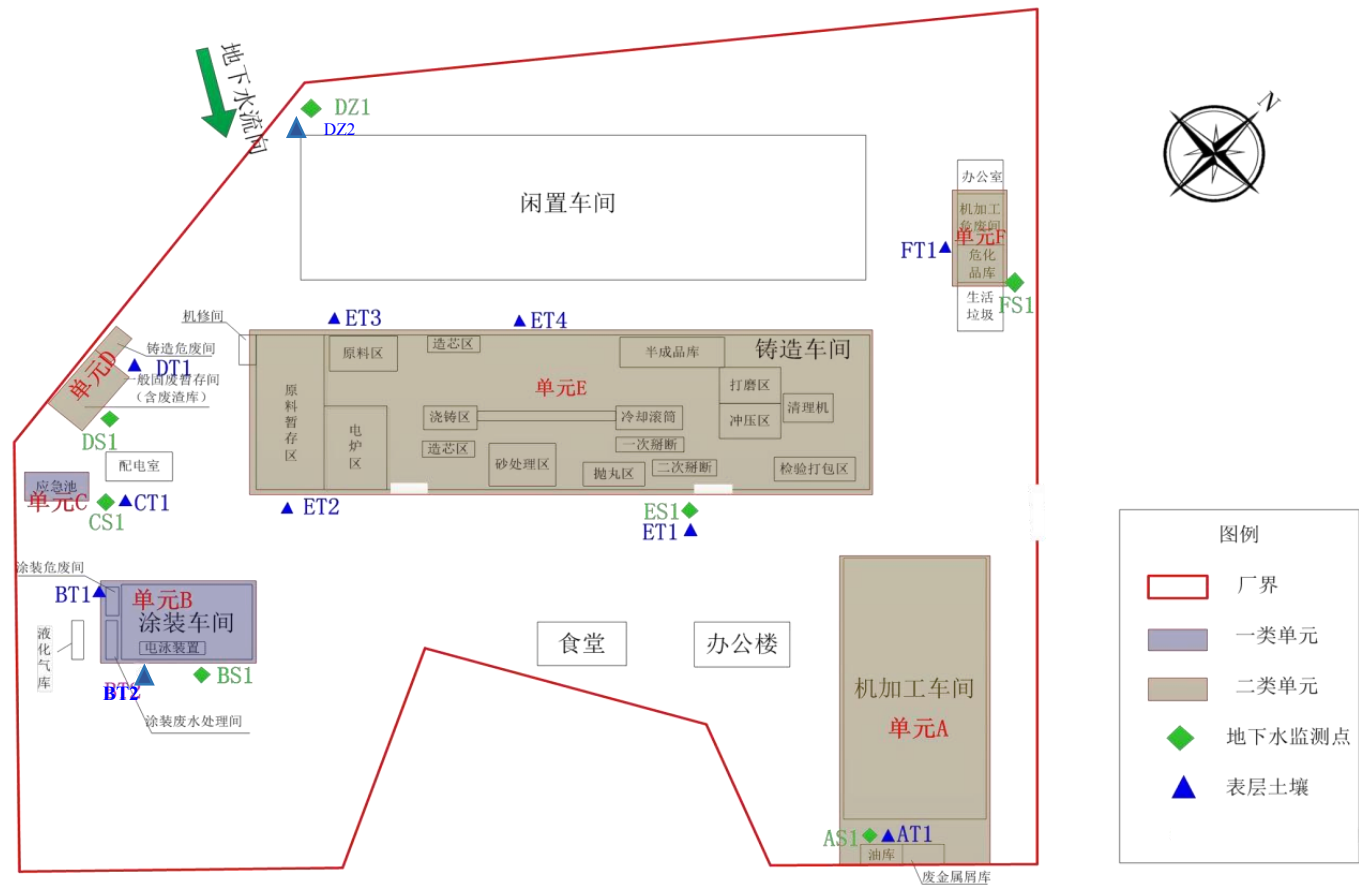 地下水流向
DZ1
DZ2
N
闲置车间
办公室
机加工
危废间
单元F
危化
品库
生活
垃圾
FT1
FS1
机修间
ET3
ET4
铸造危废间
DT1
一般固废暂存间
（含废渣库）
单元D
DS1
原料区
造芯区
半成品库
铸造车间
单元E
打磨区
清理机
冲压区
原料暂存区
电炉区
浇铸区
冷却滚筒
造芯区
一次掰断
砂处理区
抛丸区
二次掰断
检验打包区
配电室
应急池
单元C
CS1
CT1
ET2
ES1
ET1
图例
厂界
一类单元
二类单元
地下水监测点
表层土壤
涂装危废间
BT1
单元B
涂装车间
电泳装置
液化气库
BT2
BS1
涂装废水处理间
食堂
办公楼
机加工车间
单元A
AS1
AT1
油库
废金属屑库